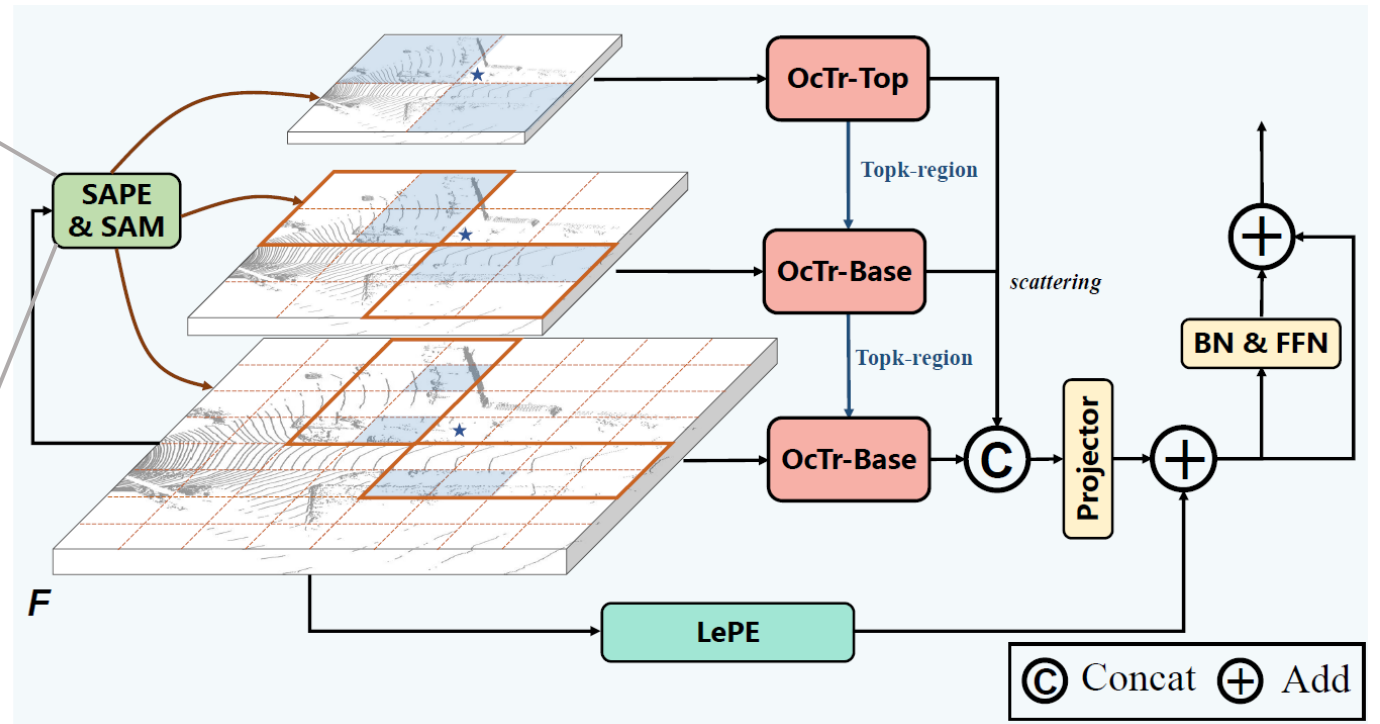 OcTr-Top
Topk-region
SAPE
& SAM
OcTr-Base
scattering
Topk-region
BN & FFN
OcTr-Base
C
Projector
F
LePE
C Concat + Add